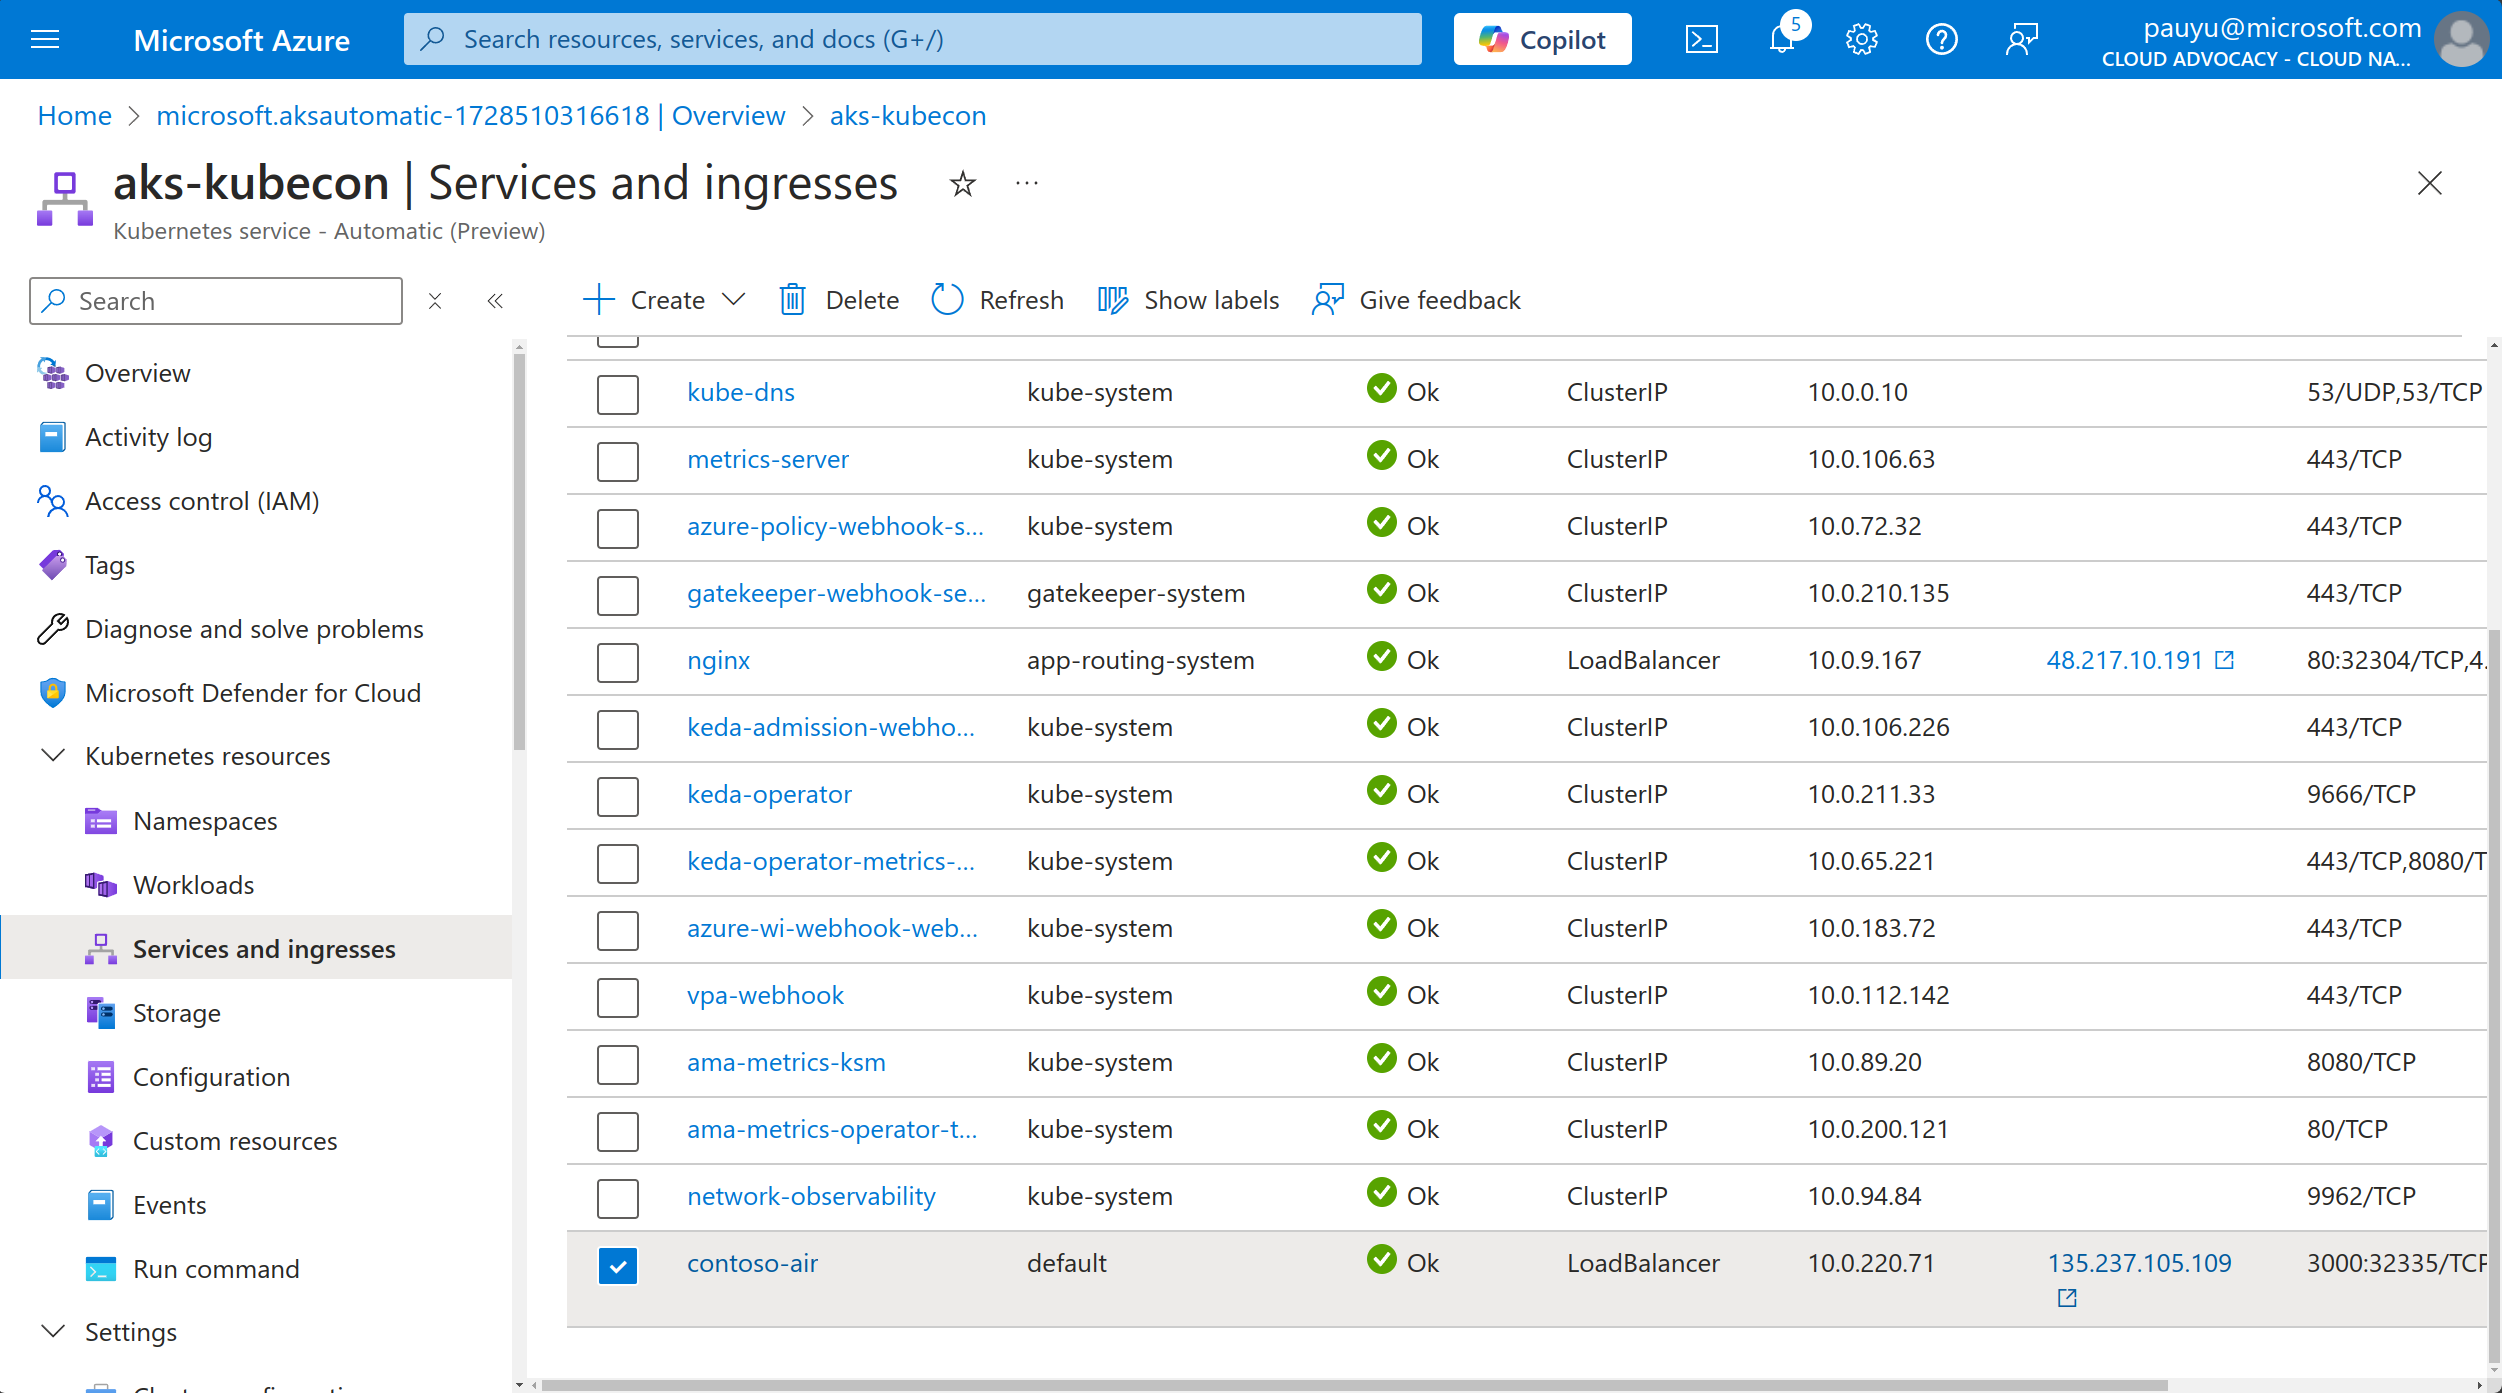 Microsoft Azure
Search resources, services, and docs (G+/)
Copilot
5
pauyu@microsoft.com
CLOUD ADVOCACY - CLOUD NA...
Home > microsoft.aksautomatic-1728510316618 | Overview > aks-kubecon
aks-kubecon | Services and ingresses
Kubernetes service - Automatic (Preview)
Search
Create Delete Refresh Show labels Give feedback
Overview
Activity log
Access control (IAM)
Tags
Diagnose and solve problems
Microsoft Defender for Cloud
Kubernetes resources
Namespaces
Workloads
Services and ingresses
Storage
Configuration
Custom resources
Events
Run command
Settings
kube-dns kube-system Ok ClusterIP 10.0.0.10 53/UDP,53/TCP
metrics-server kube-system Ok ClusterIP 10.0.106.63 443/TCP
azure-policy-webhook-s... kube-system Ok ClusterIP 10.0.72.32 443/TCP
gatekeeper-webhook-se... gatekeeper-system Ok ClusterIP 10.0.210.135 443/TCP
nginx app-routing-system Ok LoadBalancer 10.0.9.167 48.217.10.191 80:32304/TCP,4
keda-admission-webho... kube-system Ok ClusterIP 10.0.106.226 443/TCP
keda-operator kube-system Ok ClusterIP 10.0.211.33 9666/TCP
keda-operator-metrics-... kube-system Ok ClusterIP 10.0.65.221 443/TCP,8080/T
azure-wi-webhook-web... kube-system Ok ClusterIP 10.0.183.72 443/TCP
vpa-webhook kube-system Ok ClusterIP 10.0.112.142 443/TCP
ama-metrics-ksm kube-system Ok ClusterIP 10.0.89.20 8080/TCP
ama-metrics-operator-t... kube-system Ok ClusterIP 10.0.200.121 80/TCP
network-observability kube-system Ok ClusterIP 10.0.94.84 9962/TCP
contoso-air default Ok LoadBalancer 10.0.220.71 135.237.105.109 3000:32335/TCP